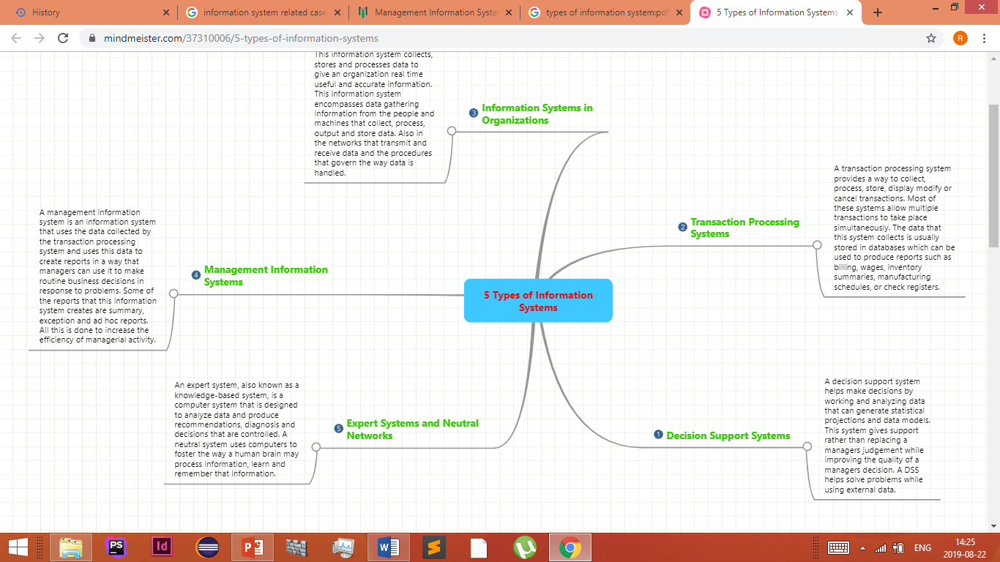 History
information system related case
Management Information Syste
types of information system:pdf
5 Types of Information Systems
mindmeister.com/37310006/5-types-of-information-systems
R
This information system collects,
stores and processes data to
give an organization real time
useful and accurate information.
This information system
encompasses data gathering
information from the people and
machines that collect, process,
output and store data. Also in
the networks that transmit and
receive data and the procedures
that govern the way data is
handled.
3
Information Systems in
Organizations
A transaction processing system
provides a way to collect,
process, store, display modify or
cancel transactions. Most of
these systems allow multiple
transactions to take place
simultaneously. The data that
this system collects is usually
stored in databases which can be
used to produce reports such as
billing, wages, inventory
summaries, manufacturing
schedules, or check registers.
2
Transaction Processing
Systems
A management information
system is an information system
that uses the data collected by
the transaction processing
system and uses this data to
create reports in a way that
managers can use it to make
routine business decisions in
response to problems. Some of
the reports that this information
system creates are summary,
exception and ad hoc reports.
All this is done to increase the
efficiency of managerial activity.
4
Management Information
Systems
5 Types of Information
Systems
An expert system, also known as a
knowledge-based system, is a
computer system that is designed
to analyze data and produce
recommendations, diagnosis and
decisions that are controlled. A
neutral system uses computers to
foster the way a human brain may
process information, learn and
remember that information.
5
Expert Systems and Neutral
Networks
A decision support system
helps make decisions by
working and analyzing data
that can generate statistical
projections and data models.
This system gives support
rather than replacing a
managers judgement while
improving the quality of a
managers decision. A DSS
helps solve problems while
using external data.
1
Decision Support Systems
PS
Id
P
W
S
ENG
14:25
2019-08-22